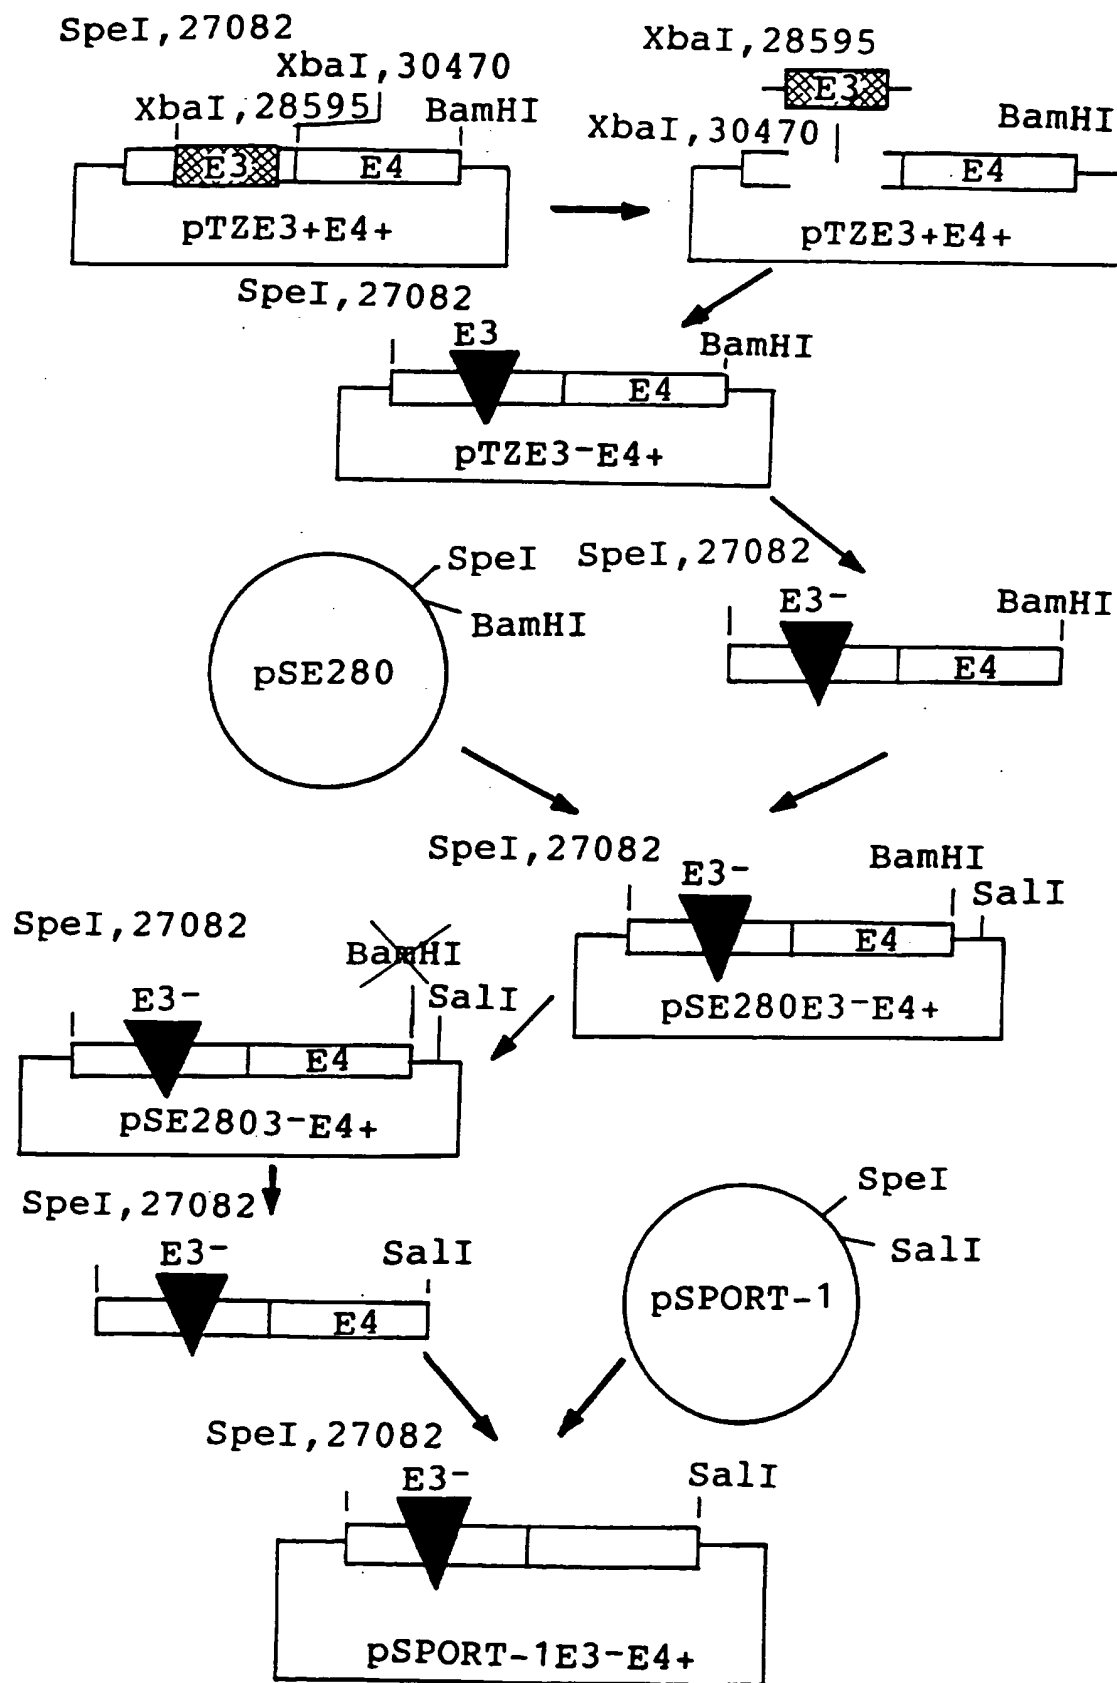 SpeI,27082
XbaI,30470
XbaI,28595
BamHI
E3
E4
pTZE3+E4+
XbaI,28595
E3
XbaI,30470
BamHI
E4
pTZE3+E4+
SpeI,27082
E3
BamHI
E4
pTZE3-E4+
SpeI
BamHI
pSE280
SpeI,27082
E3-
BamHI
E4
SpeI,27082
E3-
BamHI
SalI
E4
pSE280E3-E4+
SpeI,27082
BamHI
SalI
E3-
E4
pSE2803-E4+
SpeI,27082
E3-
SalI
E4
SpeI
SalI
pSPORT-1
SpeI,27082
E3-
SalI
pSPORT-1E3-E4+